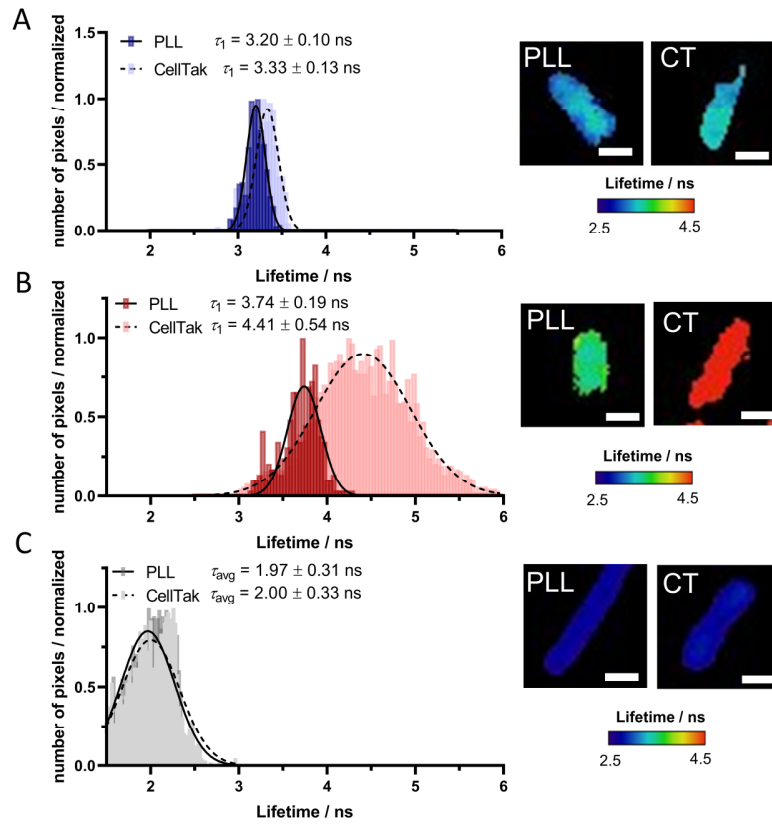 A
number of pixels / normalized
1.5
1.0
0.5
0.0
PLL τ1 = 3.20 ± 0.10 ns
CellTak τ1 = 3.33 ± 0.13 ns
2 3 4 5 6
Lifetime / ns
PLL CT
Lifetime / ns
2.5 4.5
B
number of pixels / normalized
1.0
0.5
0.0
PLL τ1 = 3.74 ± 0.19 ns
CellTak τ1 = 4.41 ± 0.54 ns
2 3 4 5 6
Lifetime / ns
PLL CT
Lifetime / ns
2.5 4.5
C
number of pixels / normalized
1.0
0.5
0.0
PLL τavg = 1.97 ± 0.31 ns
CellTak τavg = 2.00 ± 0.33 ns
2 3 4 5 6
Lifetime / ns
PLL CT
Lifetime / ns
2.5 4.5